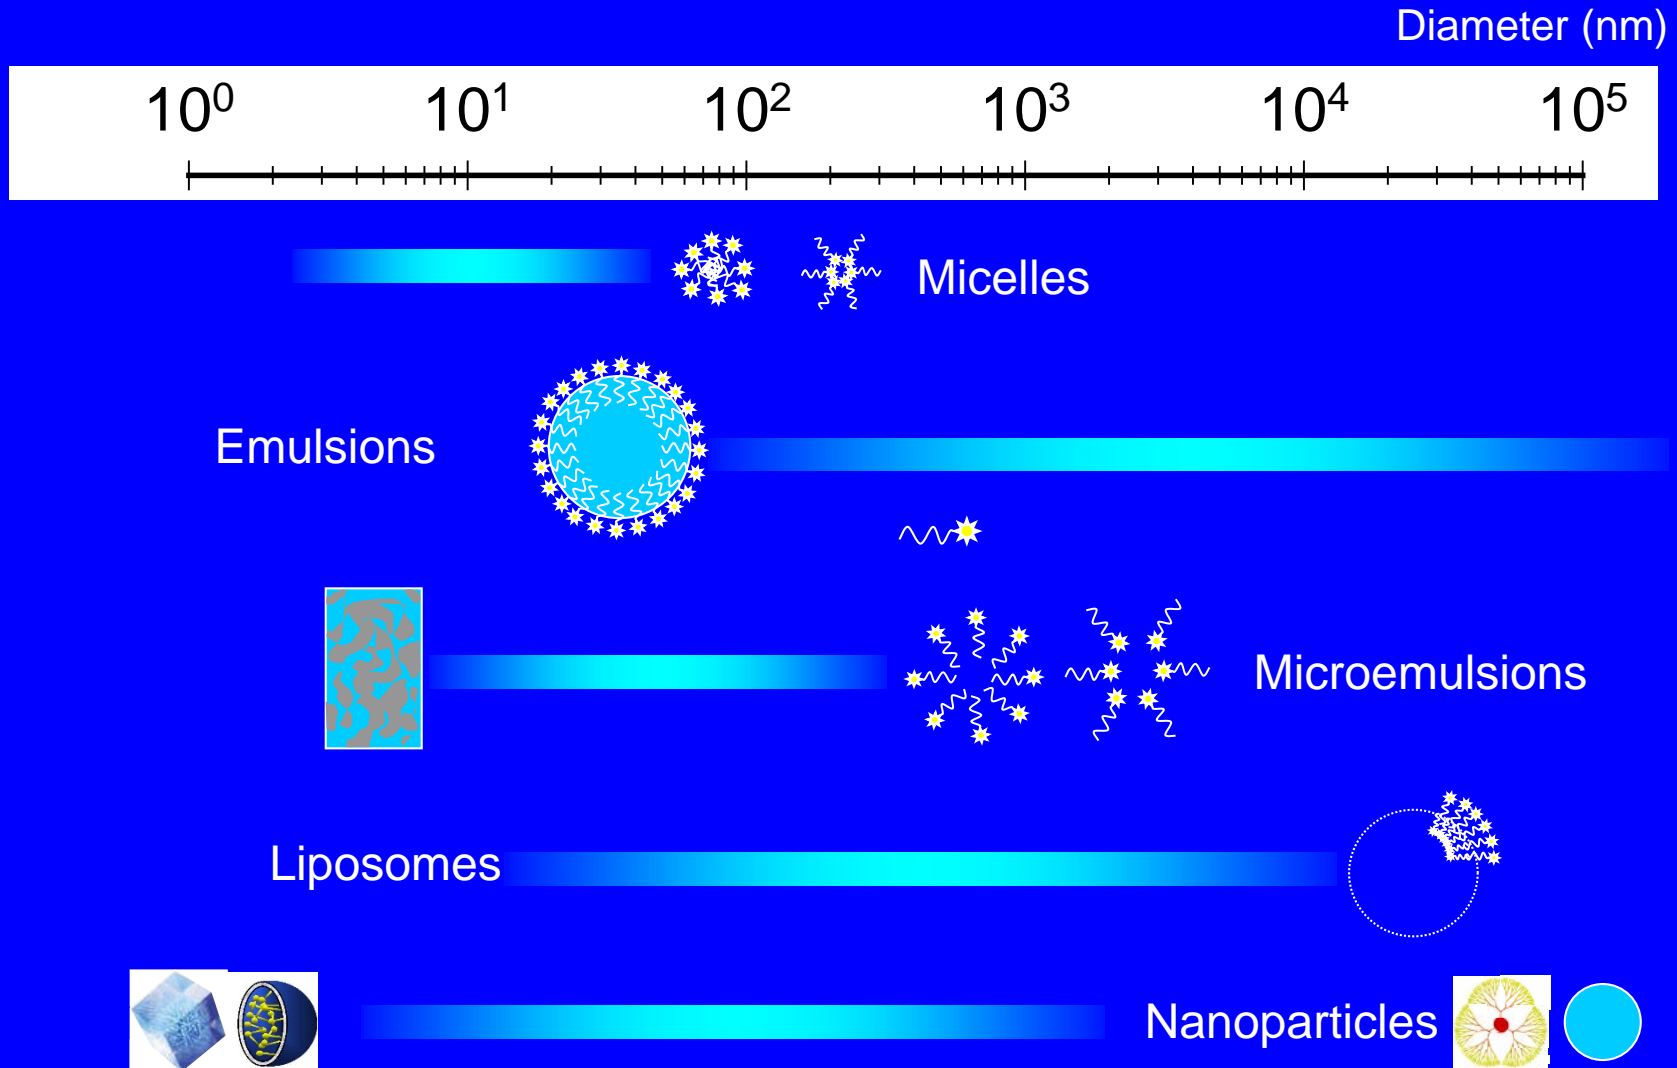 Diameter (nm)
10⁰ 10¹ 10² 10³ 10⁴ 10⁵
Micelles
Emulsions
Microemulsions
Liposomes
Nanoparticles